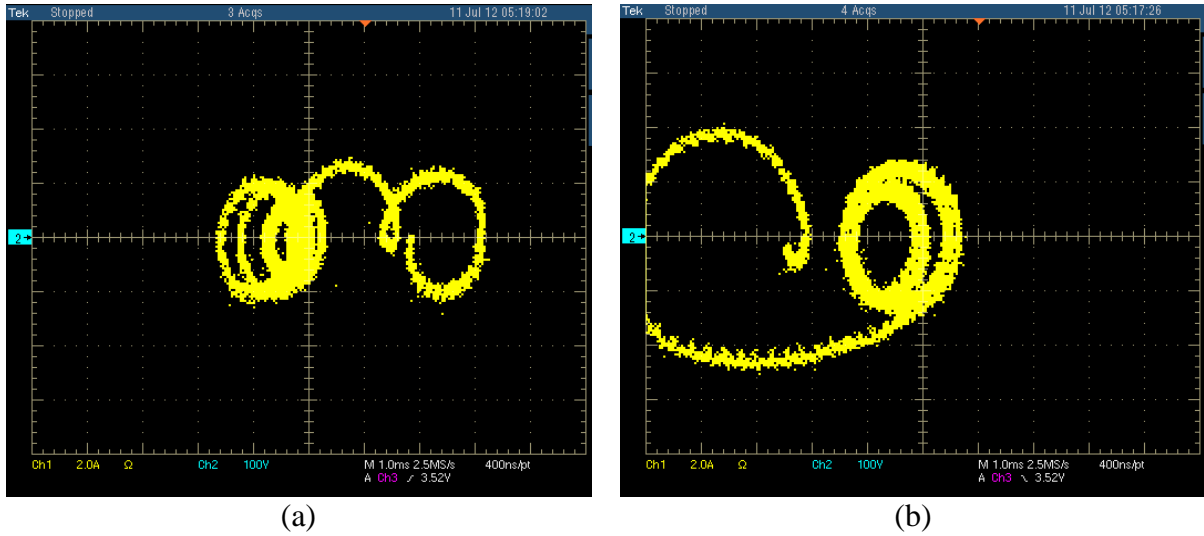 Tek Stopped 3 Acqs 11 Jul 12 05:19:02
2
Ch1 2.0A Ω Ch2 100V M 1.0ms 2.5MS/s 400ns/pt
A Ch3 ∕ 3.52V
(a)
Tek Stopped 4 Acqs 11 Jul 12 05:17:26
2
Ch1 2.0A Ω Ch2 100V M 1.0ms 2.5MS/s 400ns/pt
A Ch3 \ 3.52V
(b)